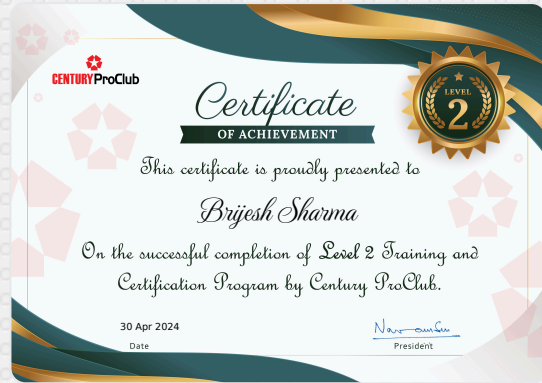 CENTURY ProClub
Certificate
OF ACHIEVEMENT
LEVEL
2
This certificate is proudly presented to
Brijesh Sharma
On the successful completion of Level 2 Training and
Certification Program by Century ProClub.
30 Apr 2024
Date
President